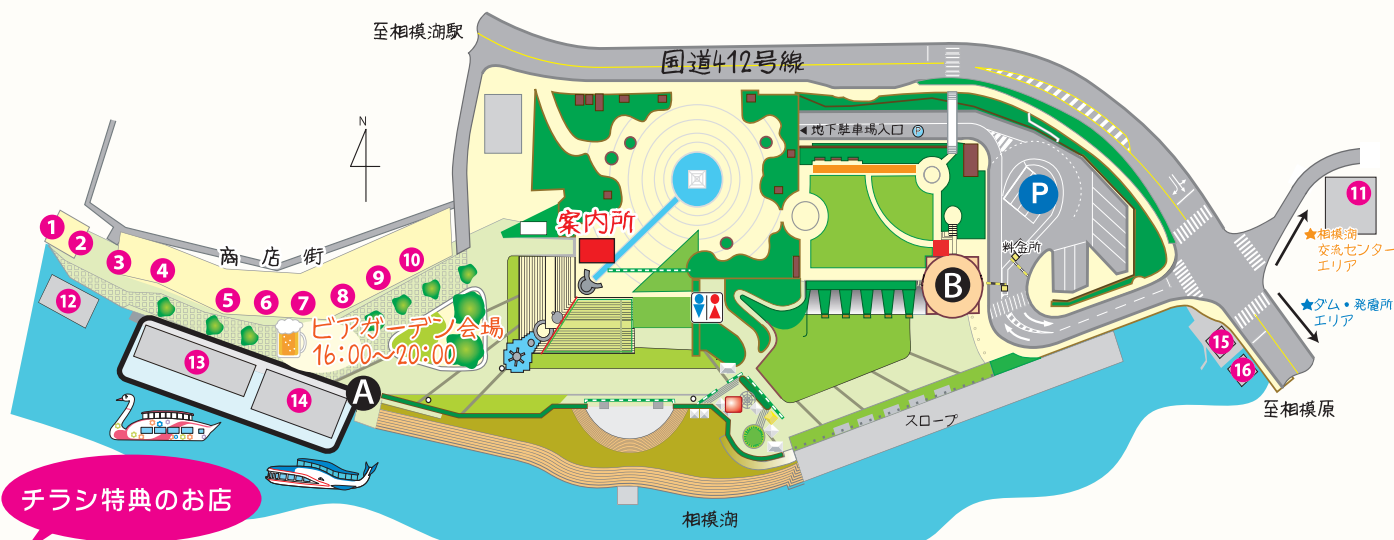 至相模湖駅
国道412号線
N
◀地下駐車場入口 P
P
11
★相模湖
交流センター
エリア
案内所
料金所
商店街
1
2
3
4
5
6
7
8
9
10
12
B
★ダム・発電所
エリア
ビアガーデン会場
16:00〜20:00
13
14
A
15
16
至相模原
スロープ
チラシ特典のお店
相模湖